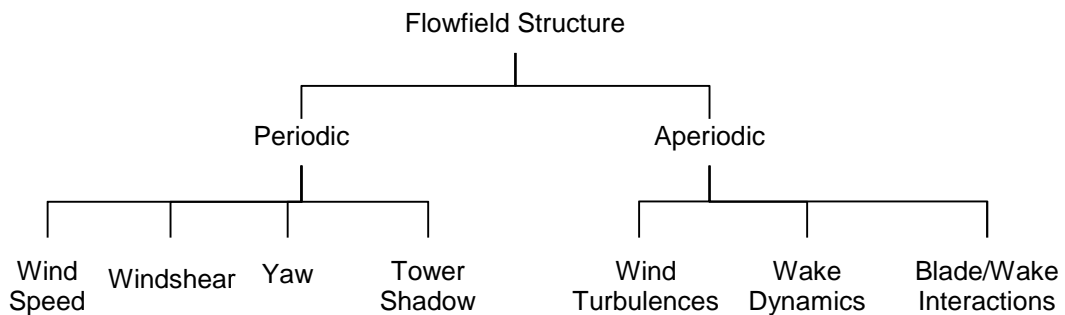 Flowfield Structure
Periodic
Aperiodic
Wind
Speed
Windshear
Yaw
Tower
Shadow
Wind
Turbulences
Wake
Dynamics
Blade/Wake
Interactions